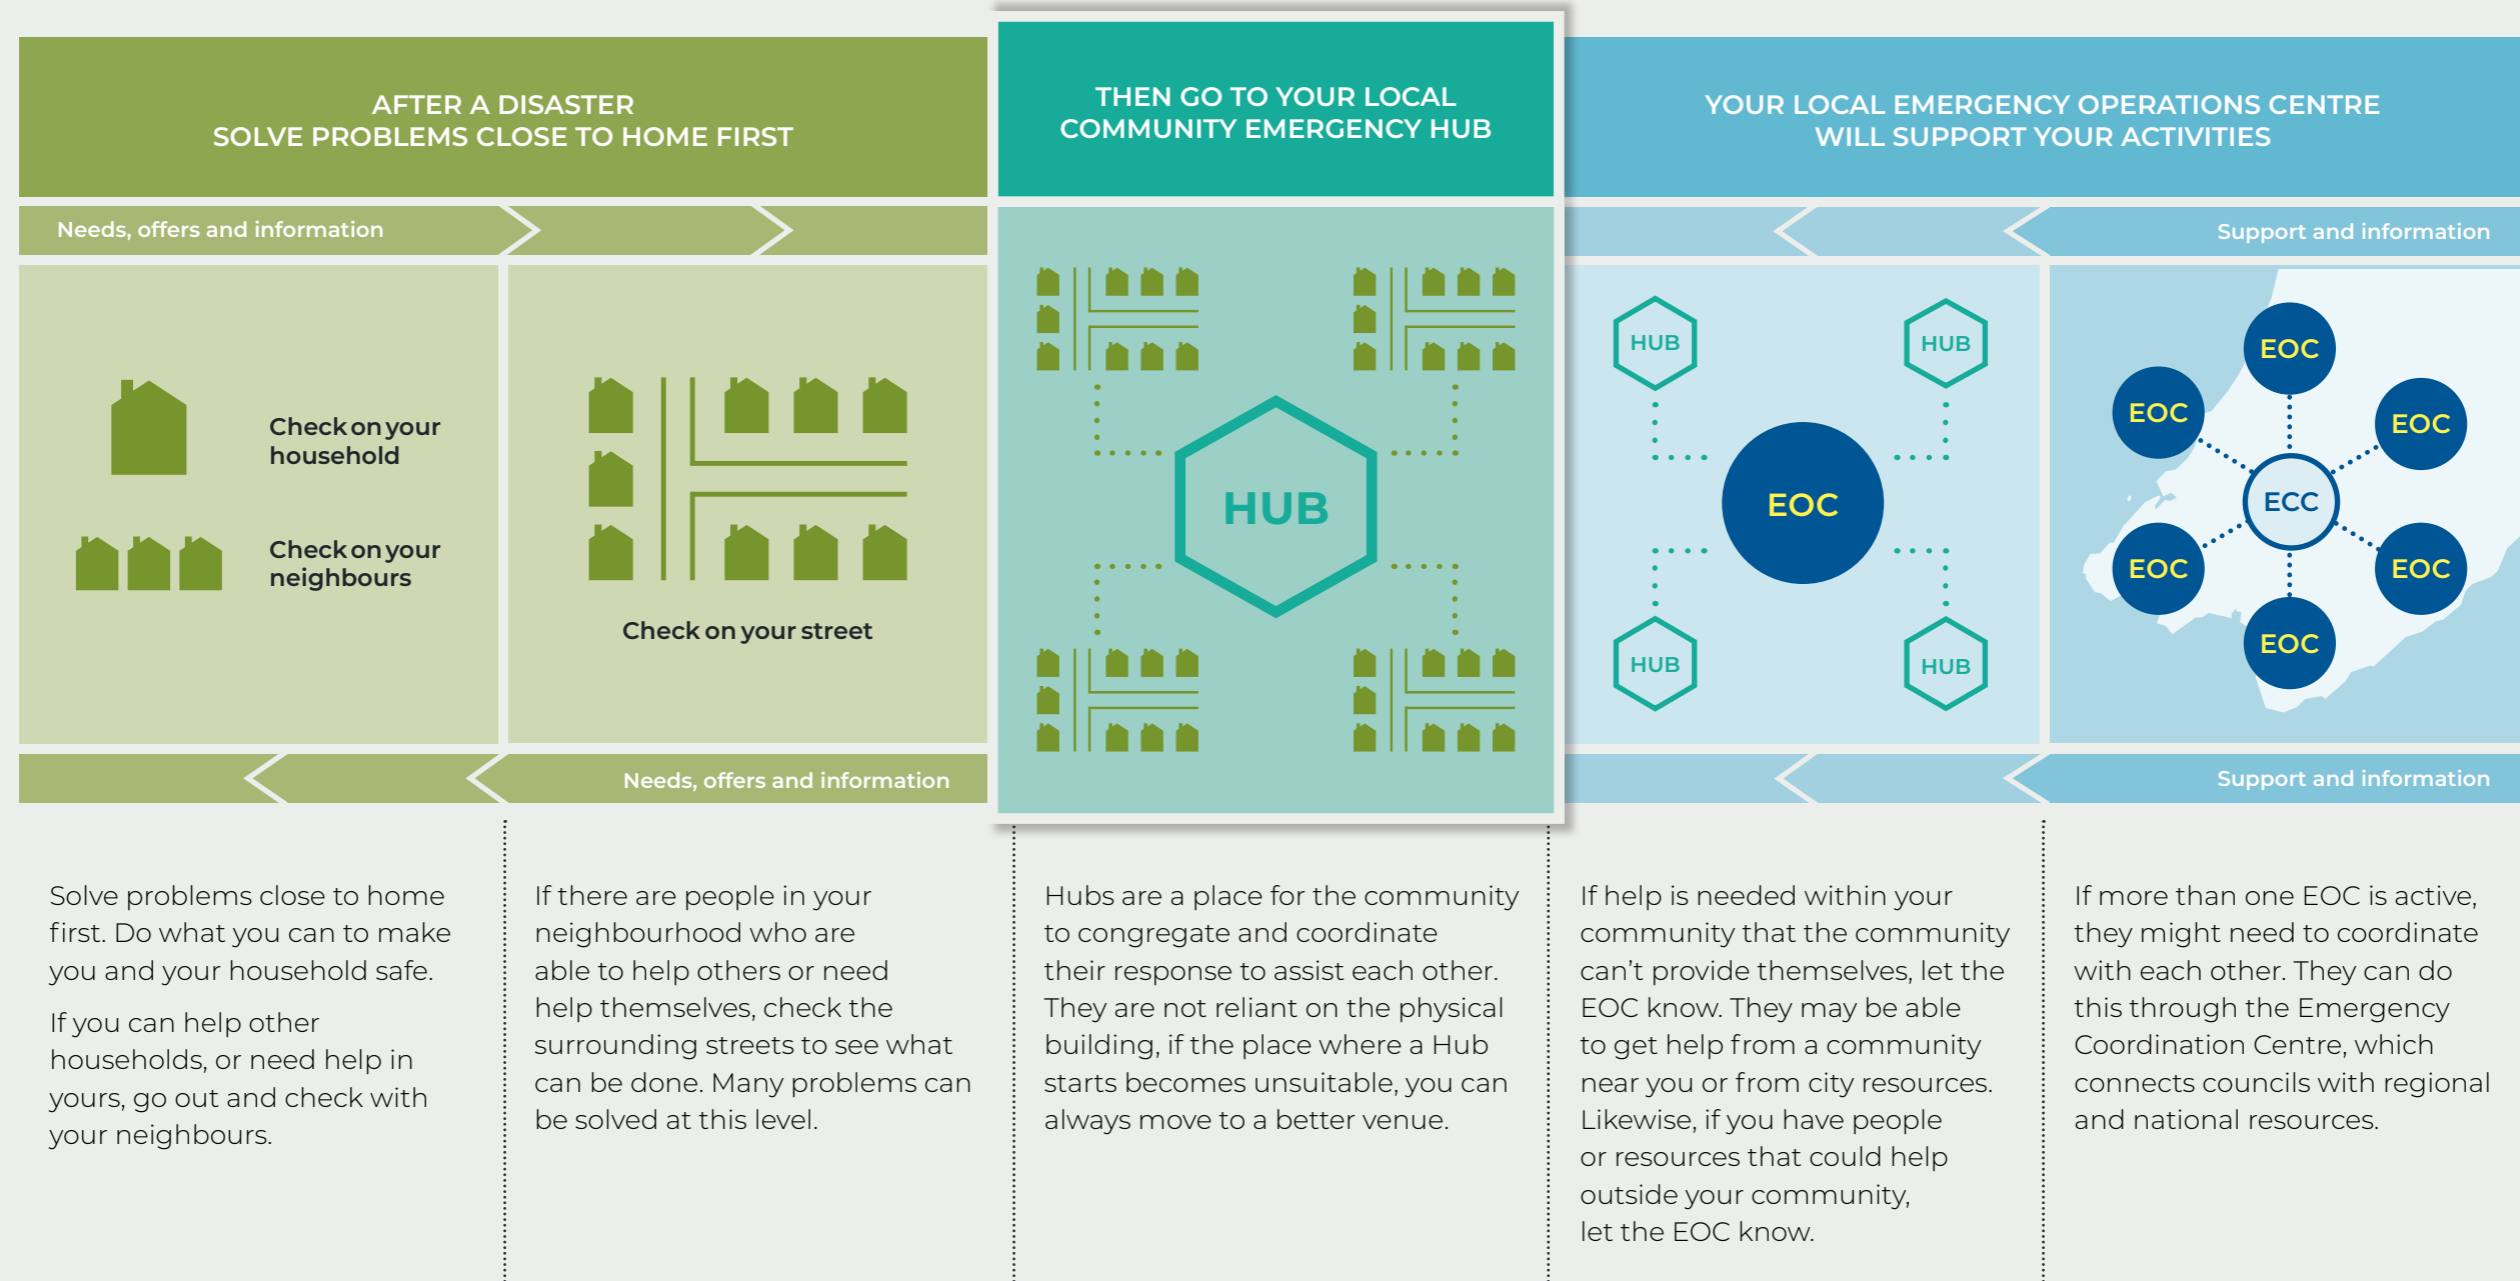 AFTER A DISASTER
SOLVE PROBLEMS CLOSE TO HOME FIRST
THEN GO TO YOUR LOCAL
COMMUNITY EMERGENCY HUB
YOUR LOCAL EMERGENCY OPERATIONS CENTRE
WILL SUPPORT YOUR ACTIVITIES
Needs, offers and information
Support and information
Check on your
household
Check on your
neighbours
Check on your street
HUB
HUB
HUB
EOC
HUB
HUB
EOC
EOC
EOC
ECC
EOC
EOC
EOC
Needs, offers and information
Support and information
Solve problems close to home
first. Do what you can to make
you and your household safe.
If you can help other
households, or need help in
yours, go out and check with
your neighbours.
If there are people in your
neighbourhood who are
able to help others or need
help themselves, check the
surrounding streets to see what
can be done. Many problems can
be solved at this level.
Hubs are a place for the community
to congregate and coordinate
their response to assist each other.
They are not reliant on the physical
building, if the place where a Hub
starts becomes unsuitable, you can
always move to a better venue.
If help is needed within your
community that the community
can't provide themselves, let the
EOC know. They may be able
to get help from a community
near you or from city resources.
Likewise, if you have people
or resources that could help
outside your community,
let the EOC know.
If more than one EOC is active,
they might need to coordinate
with each other. They can do
this through the Emergency
Coordination Centre, which
connects councils with regional
and national resources.